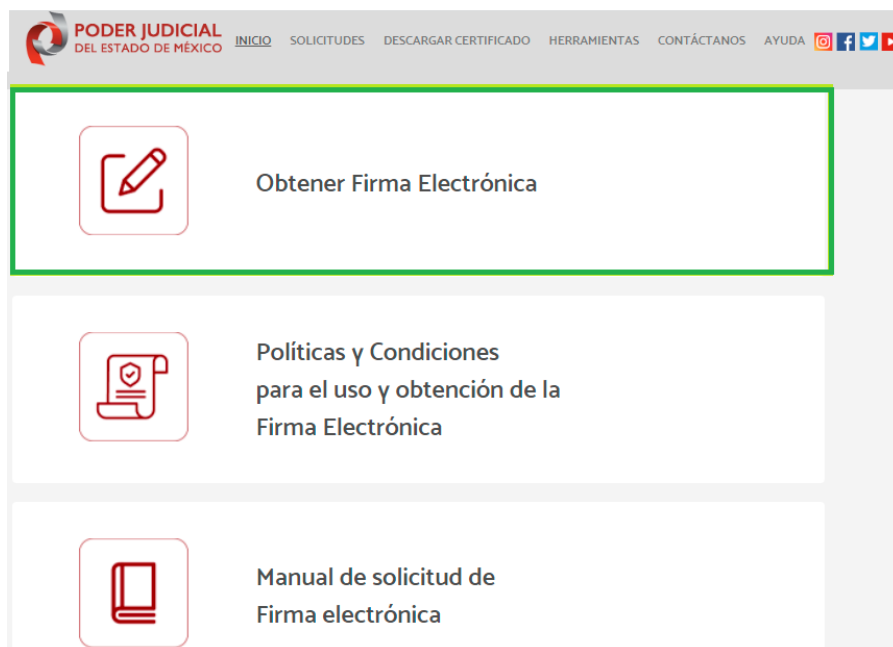 PODER JUDICIAL
DEL ESTADO DE MÉXICO
INICIO SOLICITUDES DESCARGAR CERTIFICADO HERRAMIENTAS CONTÁCTANOS AYUDA
Obtener Firma Electrónica
Políticas y Condiciones
para el uso y obtención de la
Firma Electrónica
Manual de solicitud de
Firma electrónica